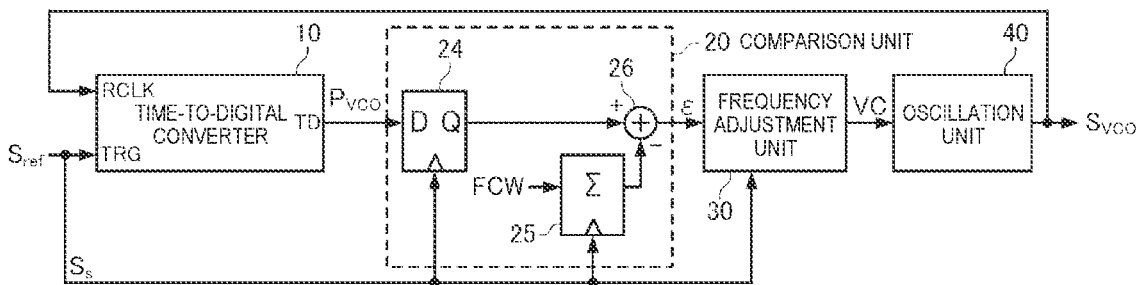 10
20 COMPARISON UNIT
40
24
26
RCLK
TIME-TO-DIGITAL
CONVERTER
TD
TRG
PVCO
D Q
+
+
−
ε
FREQUENCY
ADJUSTMENT
UNIT
VC
OSCILLATION
UNIT
SVCO
Sref
FCW
Σ
25
30
Ss